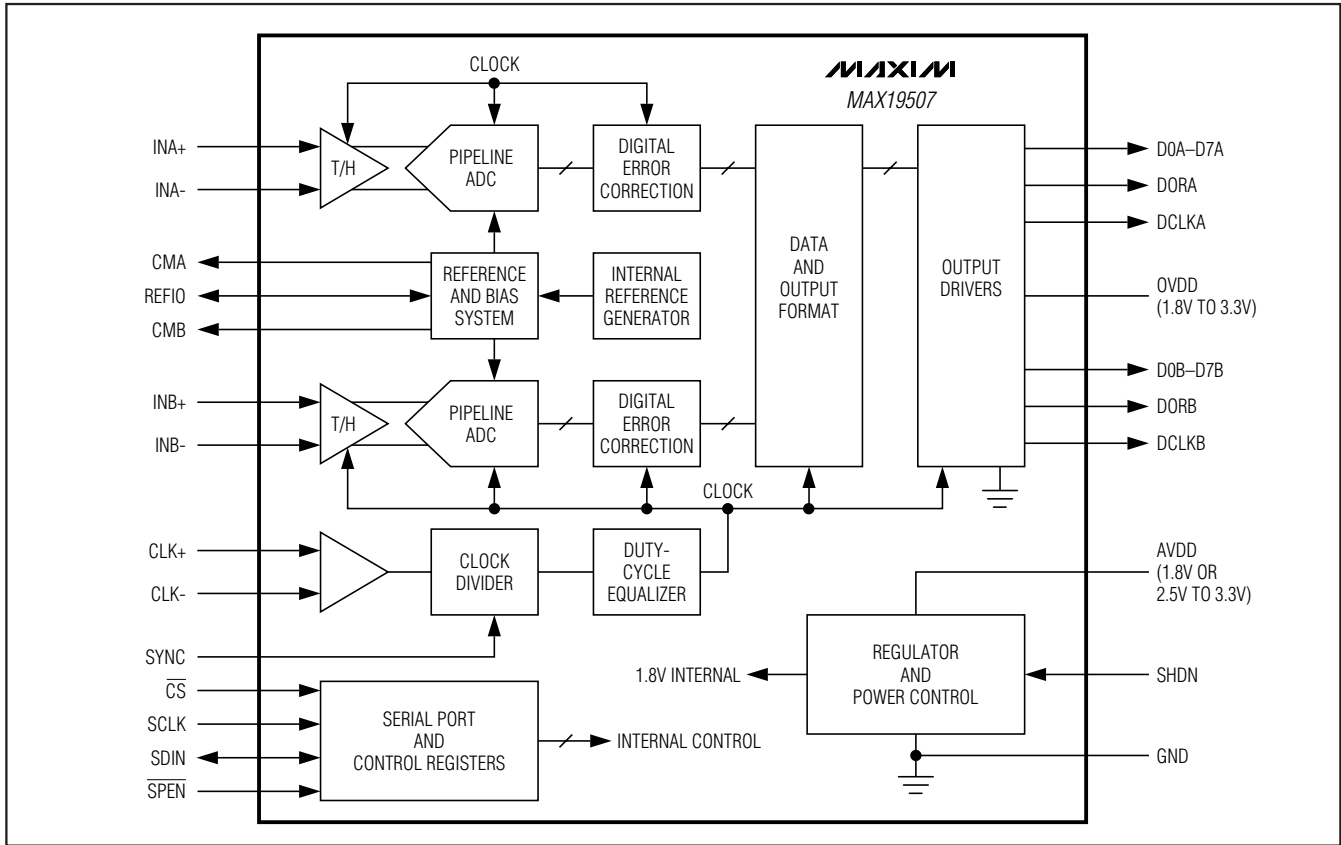 CLOCK
MAXIM
MAX19507
INA+
INA-
T/H
PIPELINE
ADC
DIGITAL
ERROR
CORRECTION
DATA
AND
OUTPUT
FORMAT
OUTPUT
DRIVERS
D0A–D7A
DORA
DCLKA
OVDD
(1.8V TO 3.3V)
D0B–D7B
DORB
DCLKB
CMA
REFIO
CMB
REFERENCE
AND BIAS
SYSTEM
INTERNAL
REFERENCE
GENERATOR
INB+
INB-
T/H
PIPELINE
ADC
DIGITAL
ERROR
CORRECTION
CLOCK
CLK+
CLK-
SYNC
CLOCK
DIVIDER
DUTY-
CYCLE
EQUALIZER
AVDD
(1.8V OR
2.5V TO 3.3V)
1.8V INTERNAL
REGULATOR
AND
POWER CONTROL
SHDN
GND
CS
SCLK
SDIN
SPEN
SERIAL PORT
AND
CONTROL REGISTERS
INTERNAL CONTROL